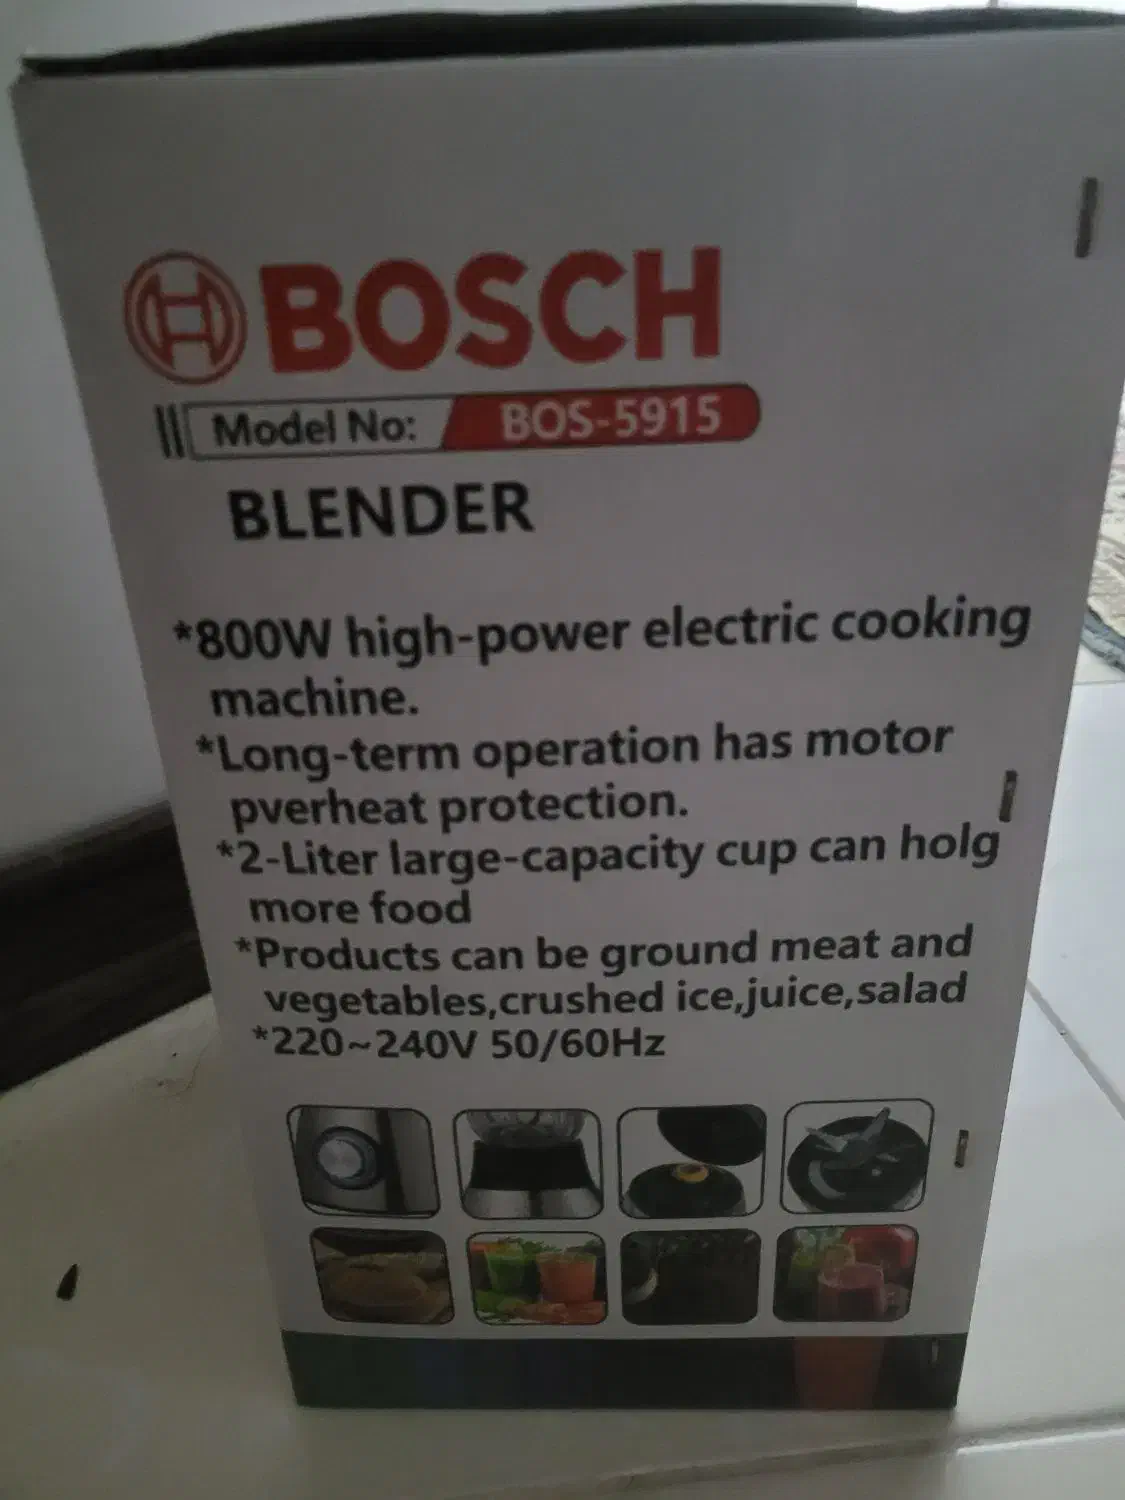 BOSCH
Model No: BOS-5915
BLENDER
*800W high-power electric cooking
machine.
*Long-term operation has motor
pverheat protection.
*2-Liter large-capacity cup can holg
more food
*Products can be ground meat and
vegetables,crushed ice,juice,salad
*220~240V 50/60Hz